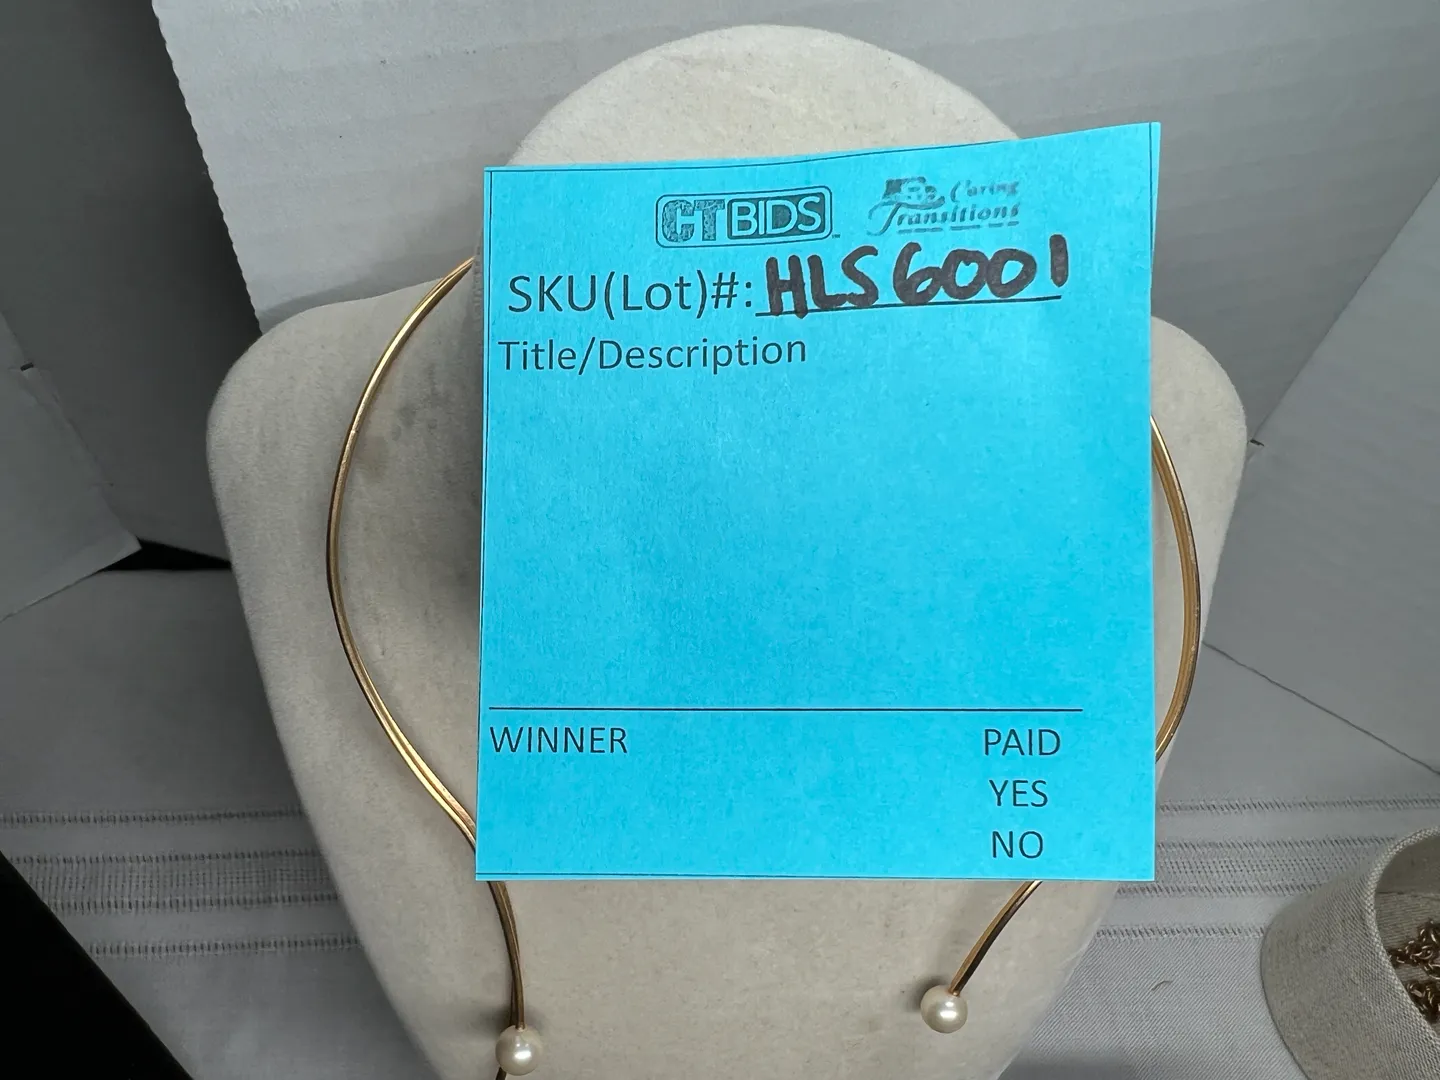 CTBIDS
Caring
Transitions
SKU(Lot)#: HLS6001
Title/Description
WINNER
PAID
YES
NO